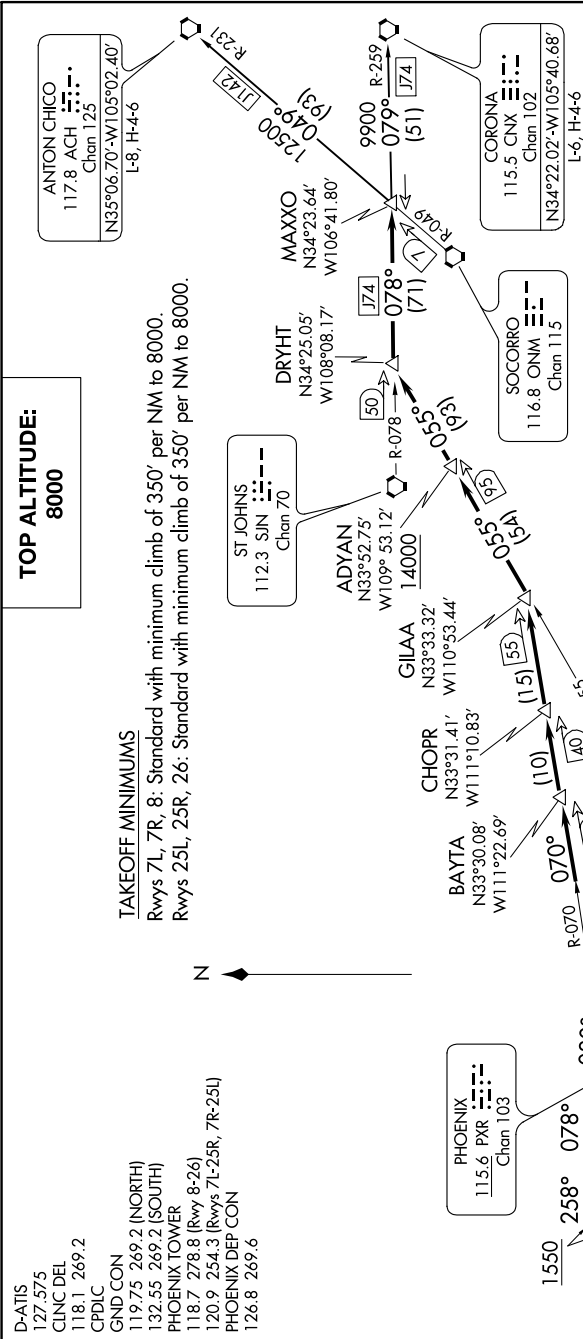 D-ATIS
127.575
CLNC DEL
118.1 269.2
CPDLC
GND CON
119.75 269.2 (NORTH)
132.55 269.2 (SOUTH)
PHOENIX TOWER
118.7 278.8 (Rwy 8-26)
120.9 254.3 (Rwys 7L-25R, 7R-25L)
PHOENIX DEP CON
126.8 269.6
TOP ALTITUDE:
8000
TAKEOFF MINIMUMS
Rwys 7L, 7R, 8: Standard with minimum climb of 350' per NM to 8000.
Rwys 25L, 25R, 26: Standard with minimum climb of 350' per NM to 8000.
N
ANTON CHICO
117.8 ACH
Chan 125
N35°06.70'-W105°02.40'
L-8, H-4-6
R-231
J142
12500
049°
(93)
R-259
J74
9900
079°
(51)
CORONA
115.5 CNX
Chan 102
N34°22.02'-W105°40.68'
L-6, H-4-6
MAXXO
N34°23.64'
W106°41.80'
7
R-049
SOCORRO
116.8 ONM
Chan 115
J74
078°
(71)
DRYHT
N34°25.05'
W108°08.17'
50
R-078
ST JOHNS
112.3 SJN
Chan 70
055°
(93)
ADYAN
N33°52.75'
W109° 53.12'
14000
95
055°
(54)
GILAA
N33°33.32'
W110°53.44'
55
(15)
CHOPR
N33°31.41'
W111°10.83'
40
(10)
BAYTA
N33°30.08'
W111°22.69'
070°
R-070
PHOENIX
115.6 PXR
Chan 103
1550
258°
078°